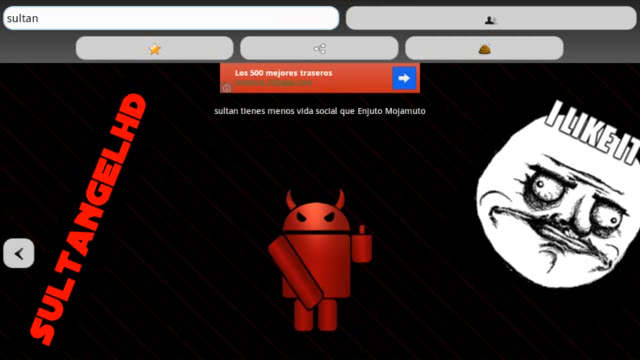 sultan
Los 500 mejores traseros
sultan tienes menos vida social que Enjuto Mojamuto
SULTANGELHD
I LIKE IT